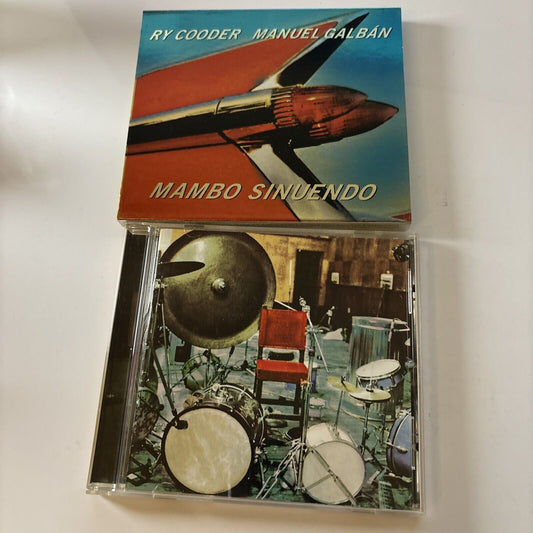 RY COODER MANUEL GALBÁN
MAMBO SINUENDO